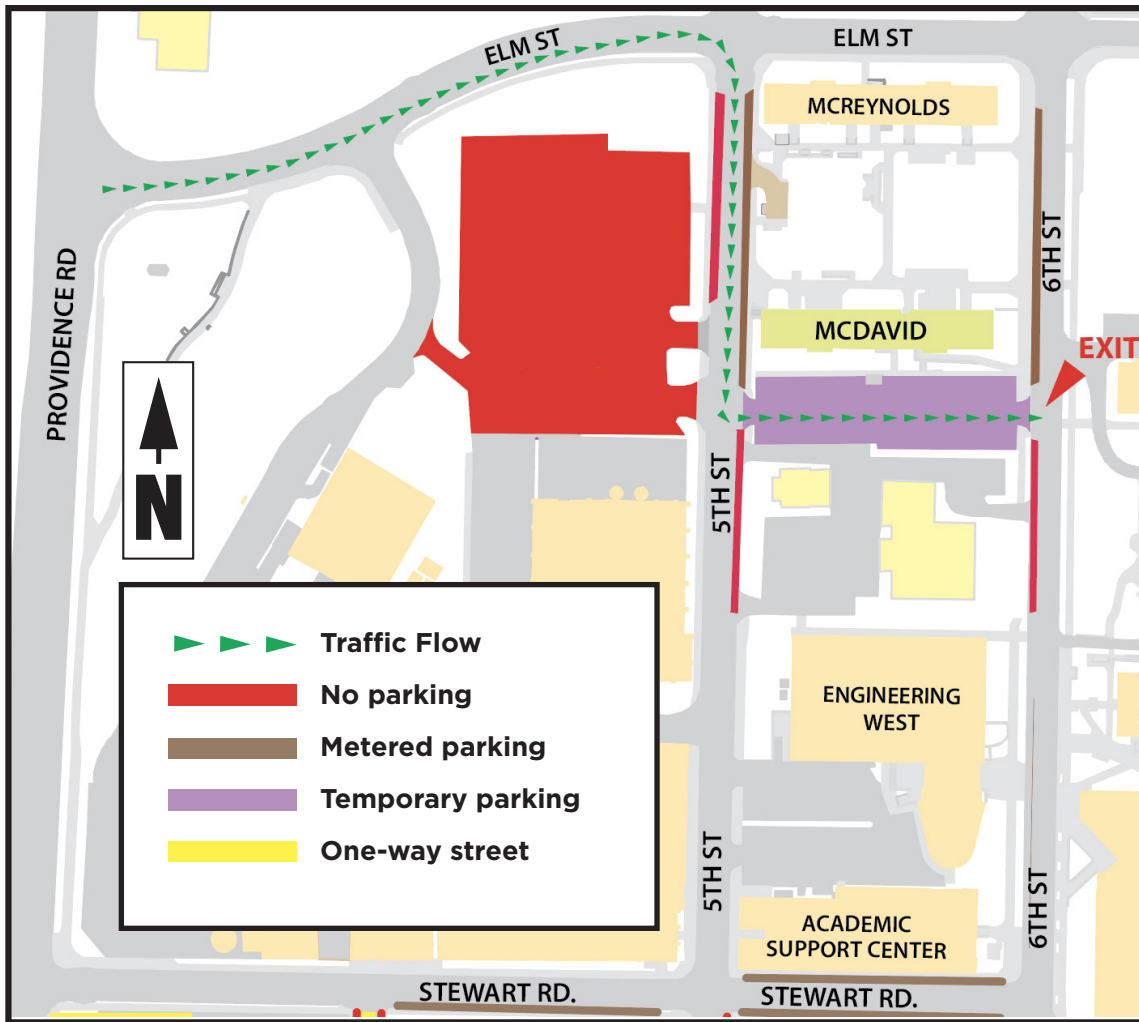 ELM ST
ELM ST
MCREYNOLDS
6TH ST
PROVIDENCE RD
MCDAVID
EXIT
N
5TH ST
Traffic Flow
No parking
Metered parking
Temporary parking
One-way street
ENGINEERING
WEST
5TH ST
6TH ST
ACADEMIC
SUPPORT CENTER
STEWART RD.
STEWART RD.